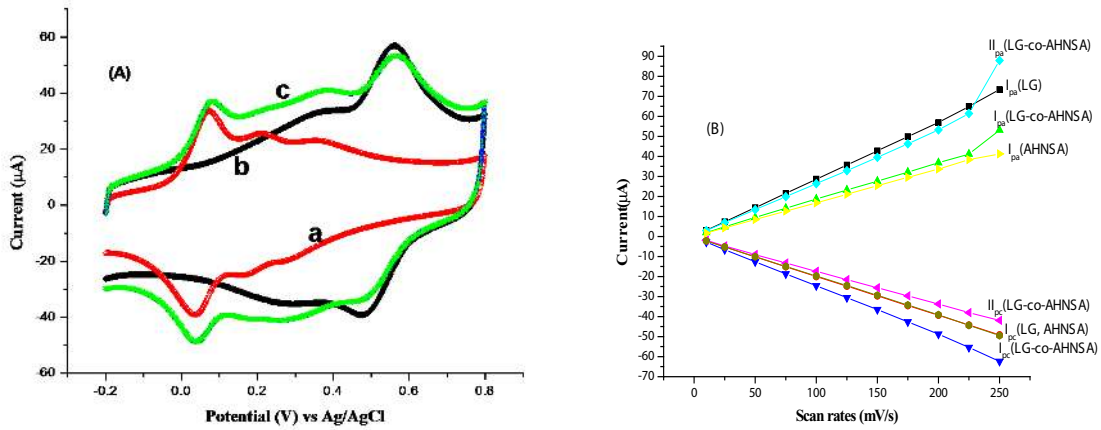 (A)
60
40
20
0
-20
-40
-60
Current (µA)
c
b
a
-0.2 0.0 0.2 0.4 0.6 0.8
Potential (V) vs Ag/AgCl
(B)
90
80
70
60
50
40
30
20
10
0
-10
-20
-30
-40
-50
-60
-70
Current(µA)
II pa (LG-co-AHNSA)
I pa (LG)
I pa (LG-co-AHNSA)
I pa (AHNSA)
II pc (LG-co-AHNSA)
I pc (LG, AHNSA)
I pc (LG-co-AHNSA)
0 50 100 150 200 250
Scan rates (mV/s)